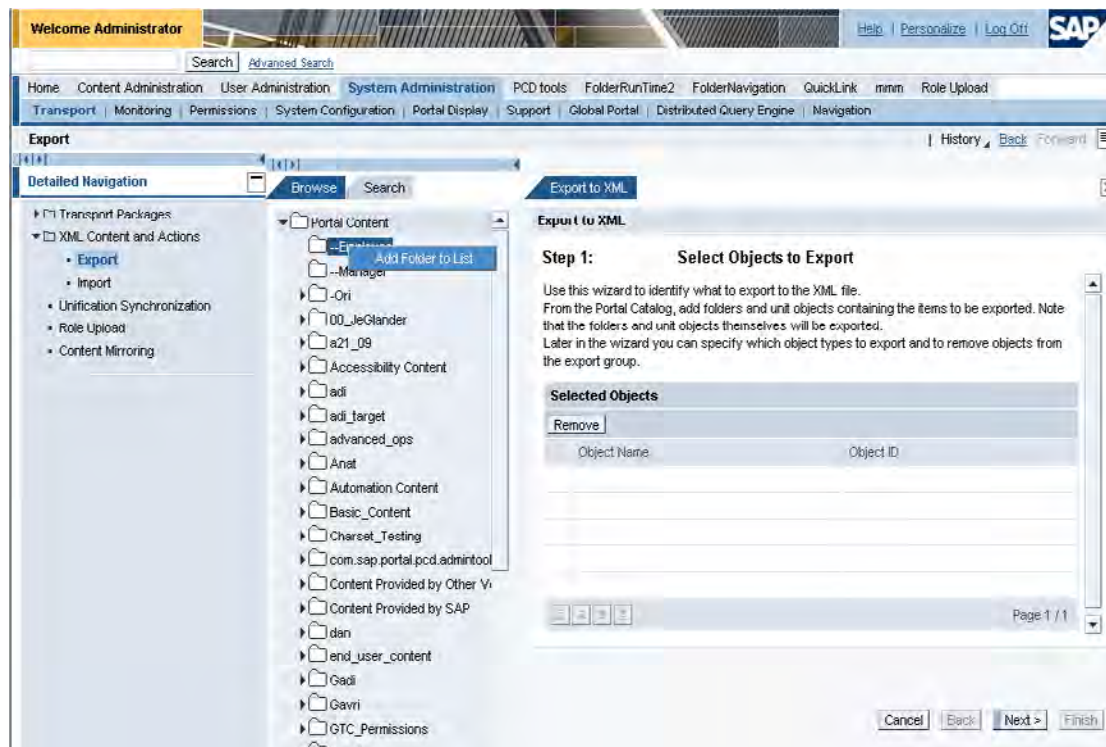 Welcome Administrator
Help | Personalize | Log Off
SAP
Search Advanced Search
Home Content Administration User Administration System Administration PCD tools FolderRunTime2 FolderNavigation QuickLink mmm Role Upload
Transport | Monitoring | Permissions | System Configuration | Portal Display | Support | Global Portal | Distributed Query Engine | Navigation
Export
| History Back Forward
Detailed Navigation
Transport Packages
XML Content and Actions
Export
Import
Unification Synchronization
Role Upload
Content Mirroring
Browse Search
Portal Content
Add Folder to List
--Manager
-Ori
00_JeGlander
a21_09
Accessibility Content
adi
adi_target
advanced_ops
Anat
Automation Content
Basic_Content
Charset_Testing
com.sap.portal.pcd.admintool
Content Provided by Other V
Content Provided by SAP
dan
end_user_content
Gadi
Gavri
GTC_Permissions
Export to XML
Export to XML
Step 1: Select Objects to Export
Use this wizard to identify what to export to the XML file.
From the Portal Catalog, add folders and unit objects containing the items to be exported. Note
that the folders and unit objects themselves will be exported.
Later in the wizard you can specify which object types to export and to remove objects from
the export group.
Selected Objects
Remove
Object Name Object ID
Page 1 / 1
Cancel Back Next > Finish